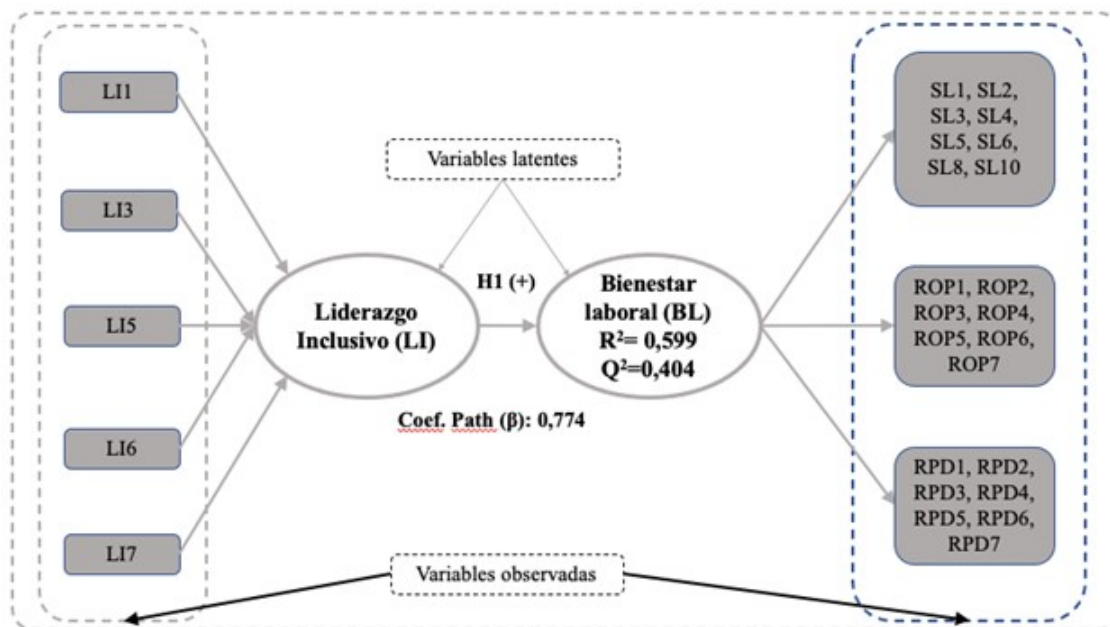 LI1
LI3
LI5
LI6
LI7
Variables latentes
Liderazgo
Inclusivo (LI)
H1 (+)
Bienestar
laboral (BL)
R²= 0,599
Q²=0,404
Coef. Path (β): 0,774
SL1, SL2,
SL3, SL4,
SL5, SL6,
SL8, SL10
ROP1, ROP2,
ROP3, ROP4,
ROP5, ROP6,
ROP7
RPD1, RPD2,
RPD3, RPD4,
RPD5, RPD6,
RPD7
Variables observadas